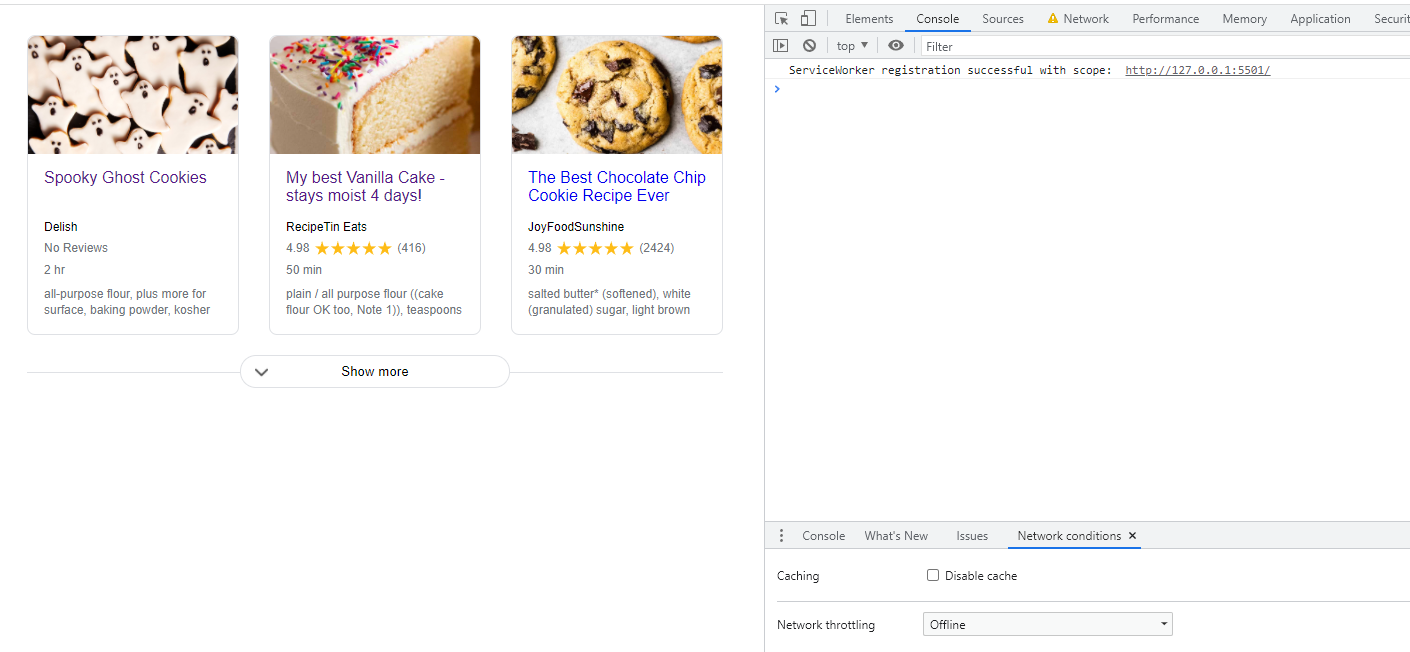 Spooky Ghost Cookies
Delish
No Reviews
2 hr
all-purpose flour, plus more for
surface, baking powder, kosher
My best Vanilla Cake -
stays moist 4 days!
RecipeTin Eats
4.98 ★★★★★ (416)
50 min
plain / all purpose flour ((cake
flour OK too, Note 1)), teaspoons
The Best Chocolate Chip
Cookie Recipe Ever
JoyFoodSunshine
4.98 ★★★★★ (2424)
30 min
salted butter* (softened), white
(granulated) sugar, light brown
Show more
Elements Console Sources Network Performance Memory Application Securit
top ▼ Filter
ServiceWorker registration successful with scope: http://127.0.0.1:5501/
Console What's New Issues Network conditions ×
Caching Disable cache
Network throttling Offline